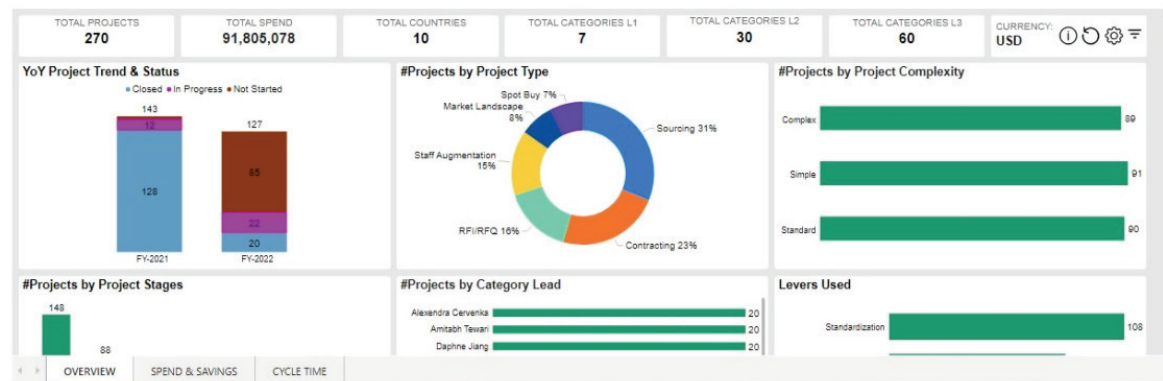 TOTAL PROJECTS
270
TOTAL SPEND
91,805,078
TOTAL COUNTRIES
10
TOTAL CATEGORIES L1
7
TOTAL CATEGORIES L2
30
TOTAL CATEGORIES L3
60
CURRENCY:
USD
YoY Project Trend & Status
Closed In Progress Not Started
143
12
128
FY-2021
127
85
22
20
FY-2022
#Projects by Project Type
Spot Buy 7%
Market Landscape
8%
Staff Augmentation
15%
RFI/RFQ 16%
Sourcing 31%
Contracting 23%
#Projects by Project Complexity
Complex 89
Simple 91
Standard 90
#Projects by Project Stages
148
88
#Projects by Category Lead
Alexendra Cervenka 20
Amitabh Tewari 20
Daphne Jiang 20
Levers Used
Standardization 108
OVERVIEW SPEND & SAVINGS CYCLE TIME